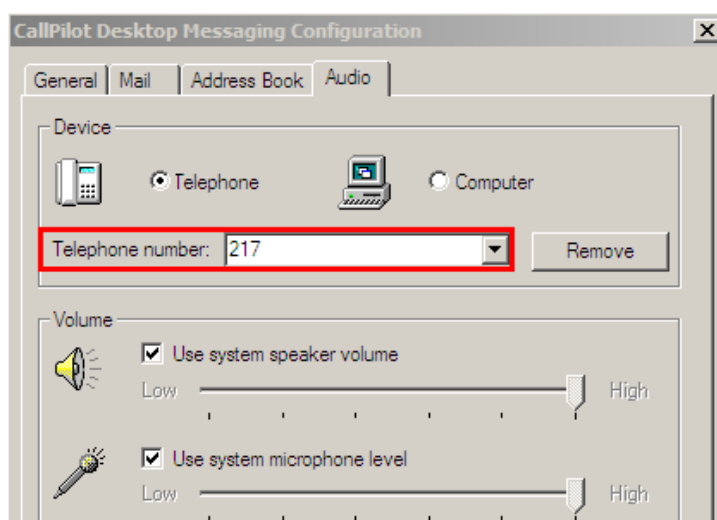 CallPilot Desktop Messaging Configuration
General Mail Address Book Audio
Device
Telephone Computer
Telephone number: 217 Remove
Volume
Use system speaker volume
Low High
Use system microphone level
Low High